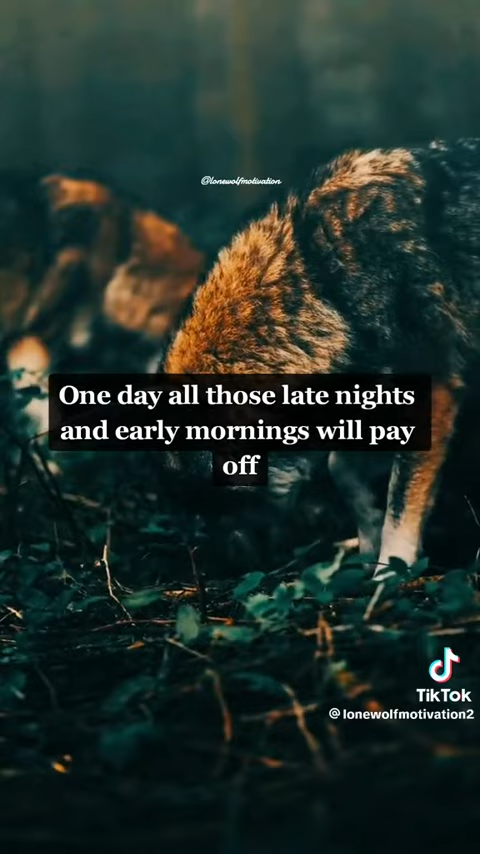 @lonewolfmotivation
One day all those late nights
and early mornings will pay
off
TikTok
@lonewolfmotivation2